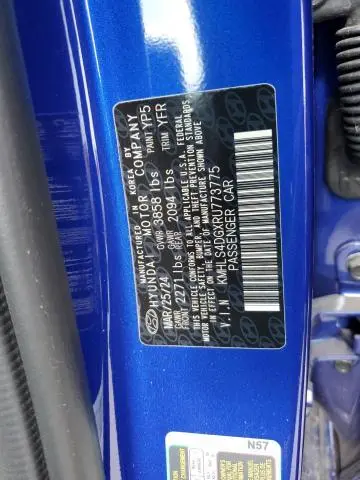 MANUFACTURED IN KOREA BY
HYUNDAI MOTOR COMPANY
MAR/25/24 GVWR 3858 lbs PAINT YP5
GAWR FRONT 2271 lbs GAWR REAR 2094 lbs TRIM YFR
THIS VEHICLE CONFORMS TO ALL APPLICABLE U.S.A. FEDERAL
MOTOR VEHICLE SAFETY, BUMPER, AND THEFT PREVENTION STANDARDS
IN EFFECT ON THE DATE OF MANUFACTURE SHOWN ABOVE
V.I.N KMHLS4DGXRU773775
PASSENGER CAR
NS7